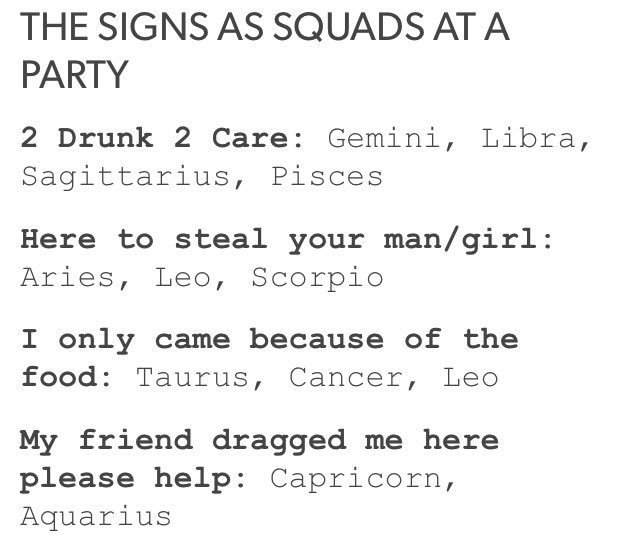 THE SIGNS AS SQUADS AT A
PARTY
2 Drunk 2 Care: Gemini, Libra,
Sagittarius, Pisces
Here to steal your man/girl:
Aries, Leo, Scorpio
I only came because of the
food: Taurus, Cancer, Leo
My friend dragged me here
please help: Capricorn,
Aquarius